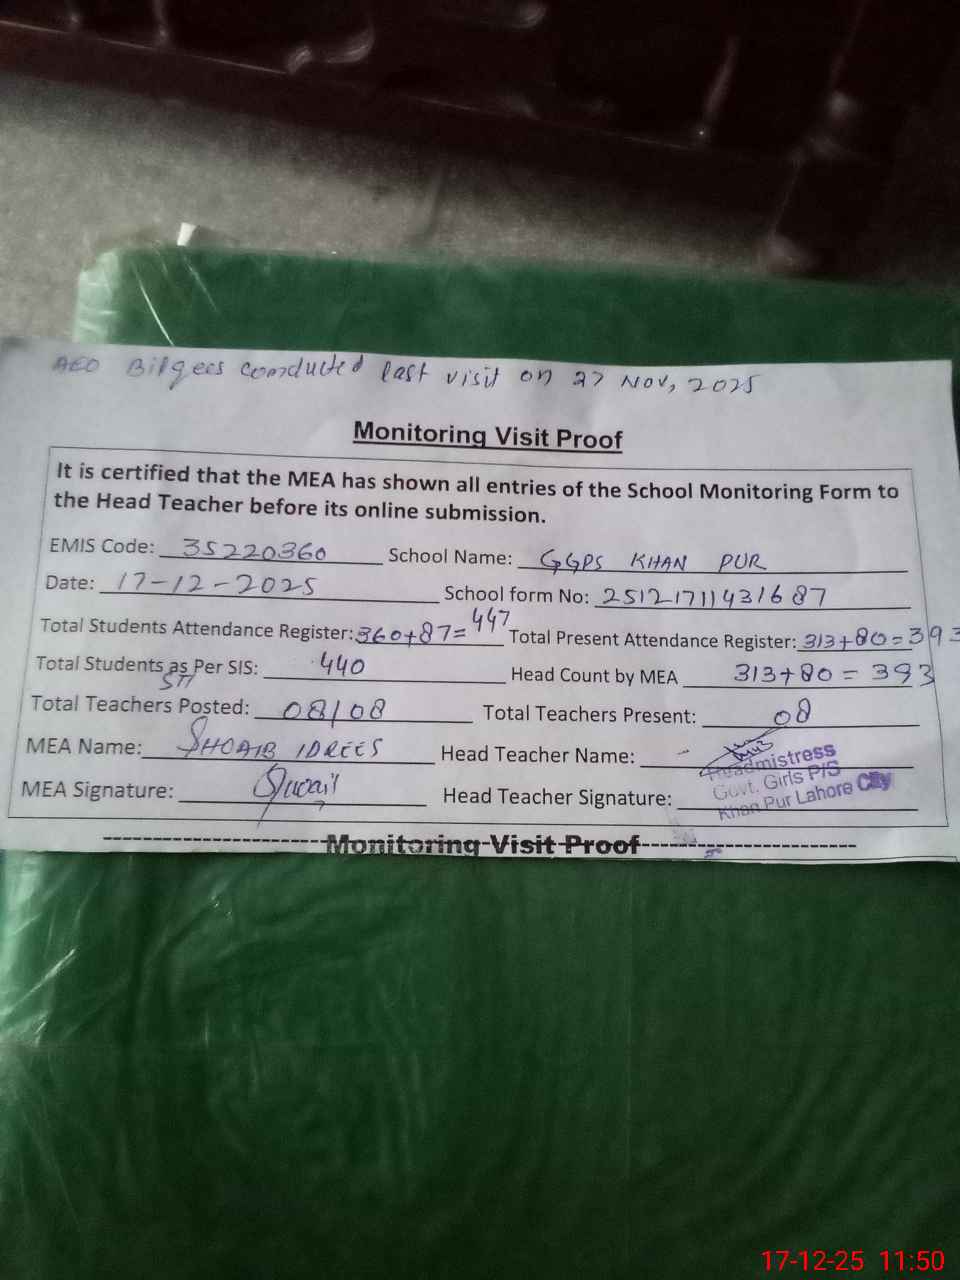 AEO Bilqees conducted last visit on 27 Nov, 2025
Monitoring Visit Proof
It is certified that the MEA has shown all entries of the School Monitoring Form to
the Head Teacher before its online submission.
EMIS Code: 35220360 School Name: GGPS KHAN PUR
Date: 17-12-2025 School form No: 25121711431687
Total Students Attendance Register: 360+87=447 Total Present Attendance Register: 313+80=393
Total Students as Per SIS: 440 Head Count by MEA 313+80=393
Total Teachers Posted: 08/08 Total Teachers Present: 08
MEA Name: SHOAIB IDREES Head Teacher Name:
Headmistress
Govt. Girls P/S
Khan Pur Lahore City
MEA Signature: Head Teacher Signature:
Monitoring Visit Proof
17-12-25 11:50